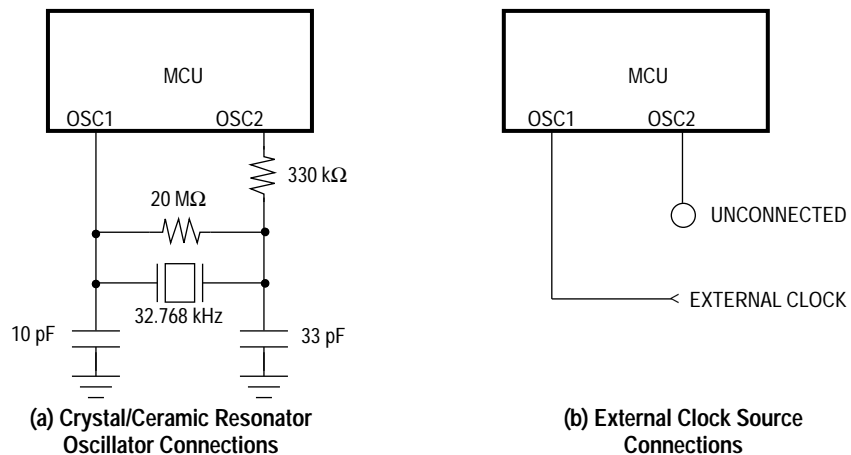 MCU
OSC1
OSC2
330 kΩ
20 MΩ
32.768 kHz
10 pF
33 pF
(a) Crystal/Ceramic Resonator
Oscillator Connections
MCU
OSC1
OSC2
UNCONNECTED
EXTERNAL CLOCK
(b) External Clock Source
Connections